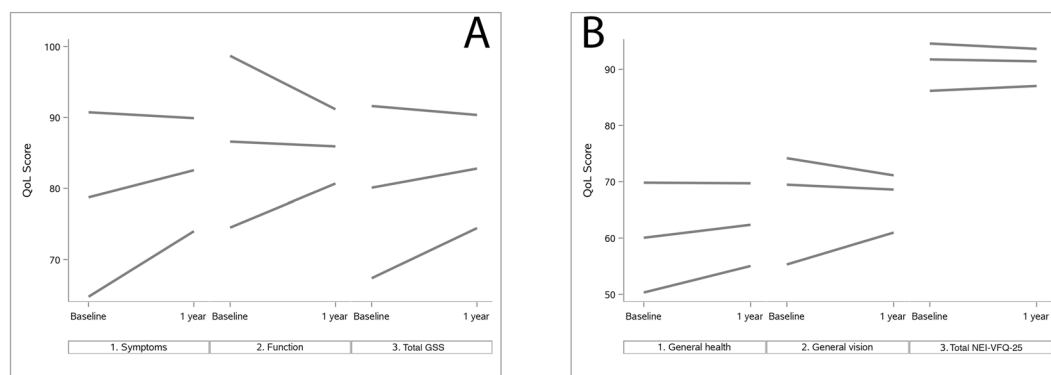 A
QoL Score
100
90
80
70
Baseline 1 year Baseline 1 year Baseline 1 year
1. Symptoms 2. Function 3. Total GSS
B
QoL Score
90
80
70
60
50
Baseline 1 year Baseline 1 year Baseline 1 year
1. General health 2. General vision 3. Total NEI-VFQ-25